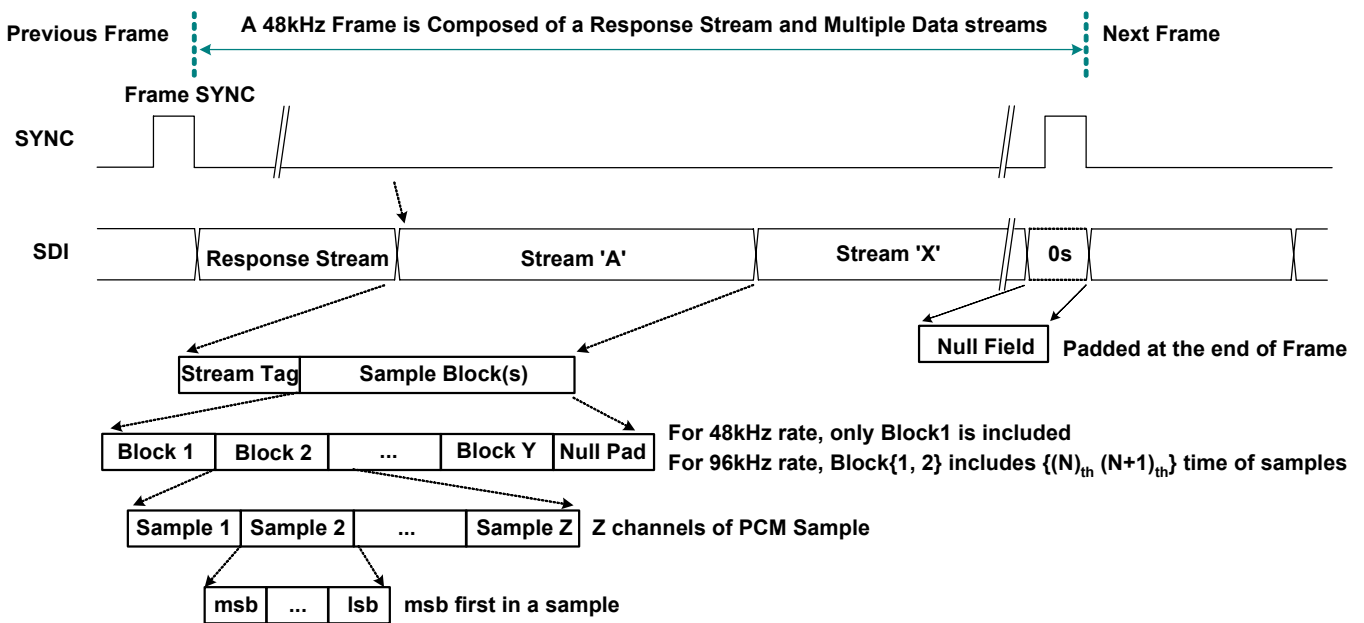 A 48kHz Frame is Composed of a Response Stream and Multiple Data streams
Previous Frame
Next Frame
Frame SYNC
SYNC
SDI
Response Stream
Stream 'A'
Stream 'X'
0s
Null Field
Padded at the end of Frame
Stream Tag
Sample Block(s)
Block 1
Block 2
...
Block Y
Null Pad
For 48kHz rate, only Block1 is included
For 96kHz rate, Block{1, 2} includes {(N)th (N+1)th} time of samples
Sample 1
Sample 2
...
Sample Z
Z channels of PCM Sample
msb
...
lsb
msb first in a sample